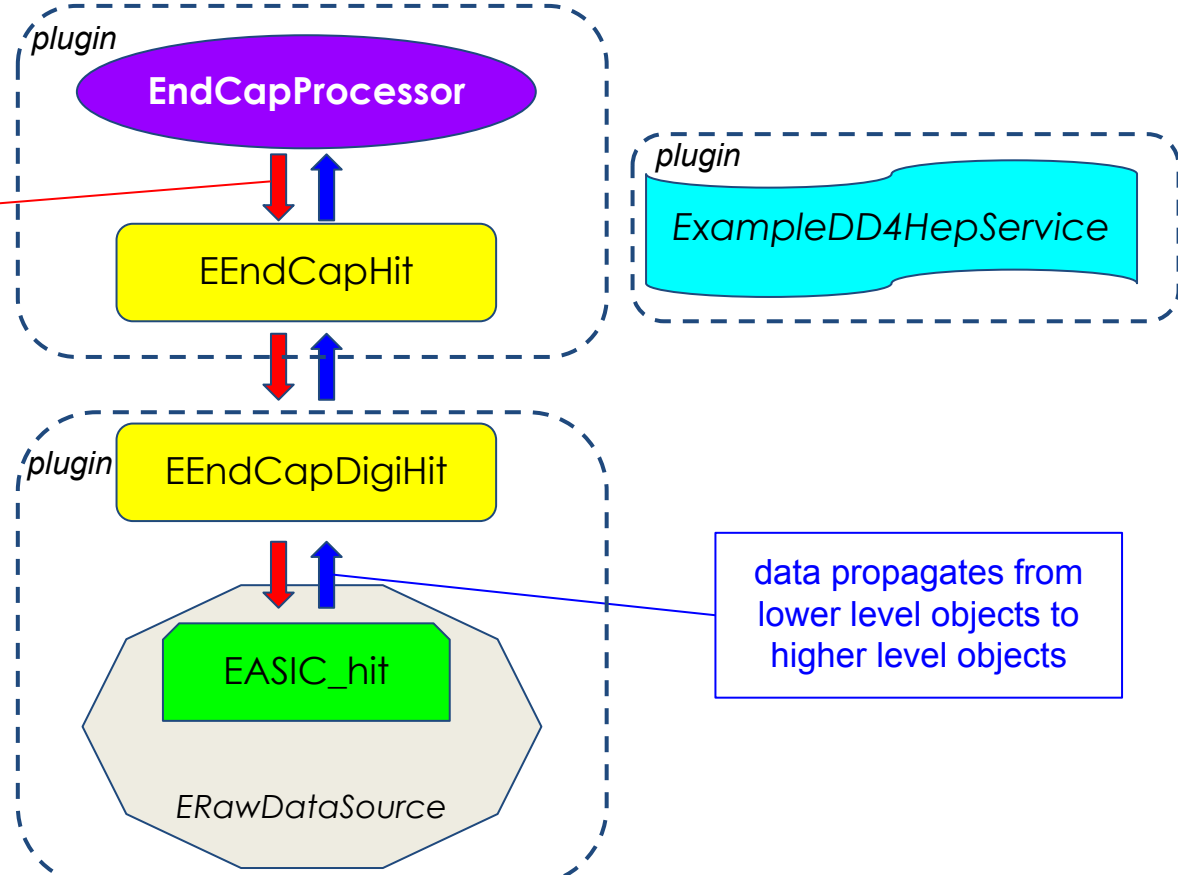 plugin
EndCapProcessor
EEndCapHit
plugin
ExampleDD4HepService
plugin
EEndCapDigiHit
EASIC_hit
ERawDataSource
data propagates from
lower level objects to
higher level objects